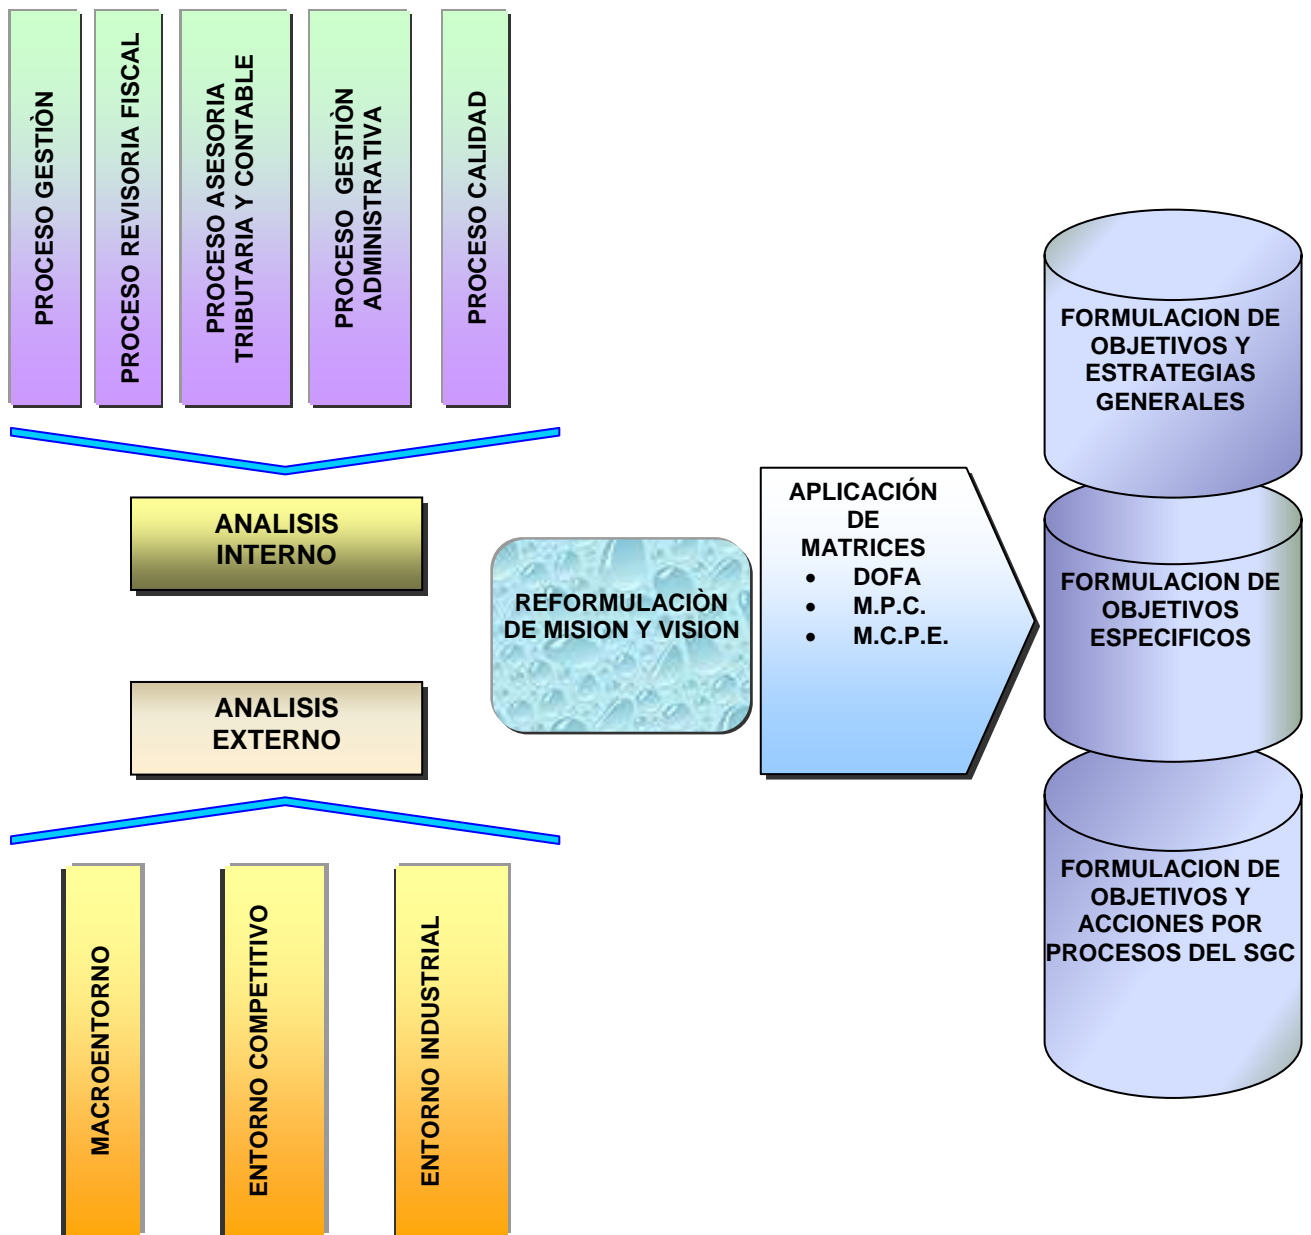 PROCESO GESTIÒN
PROCESO REVISORIA FISCAL
PROCESO ASESORIA
TRIBUTARIA Y CONTABLE
PROCESO GESTIÒN
ADMINISTRATIVA
PROCESO CALIDAD
ANALISIS
INTERNO
ANALISIS
EXTERNO
MACROENTORNO
ENTORNO COMPETITIVO
ENTORNO INDUSTRIAL
REFORMULACIÒN
DE MISION Y VISION
APLICACIÓN
DE
MATRICES
• DOFA
• M.P.C.
• M.C.P.E.
FORMULACION DE
OBJETIVOS Y
ESTRATEGIAS
GENERALES
FORMULACION DE
OBJETIVOS
ESPECIFICOS
FORMULACION DE
OBJETIVOS Y
ACCIONES POR
PROCESOS DEL SGC